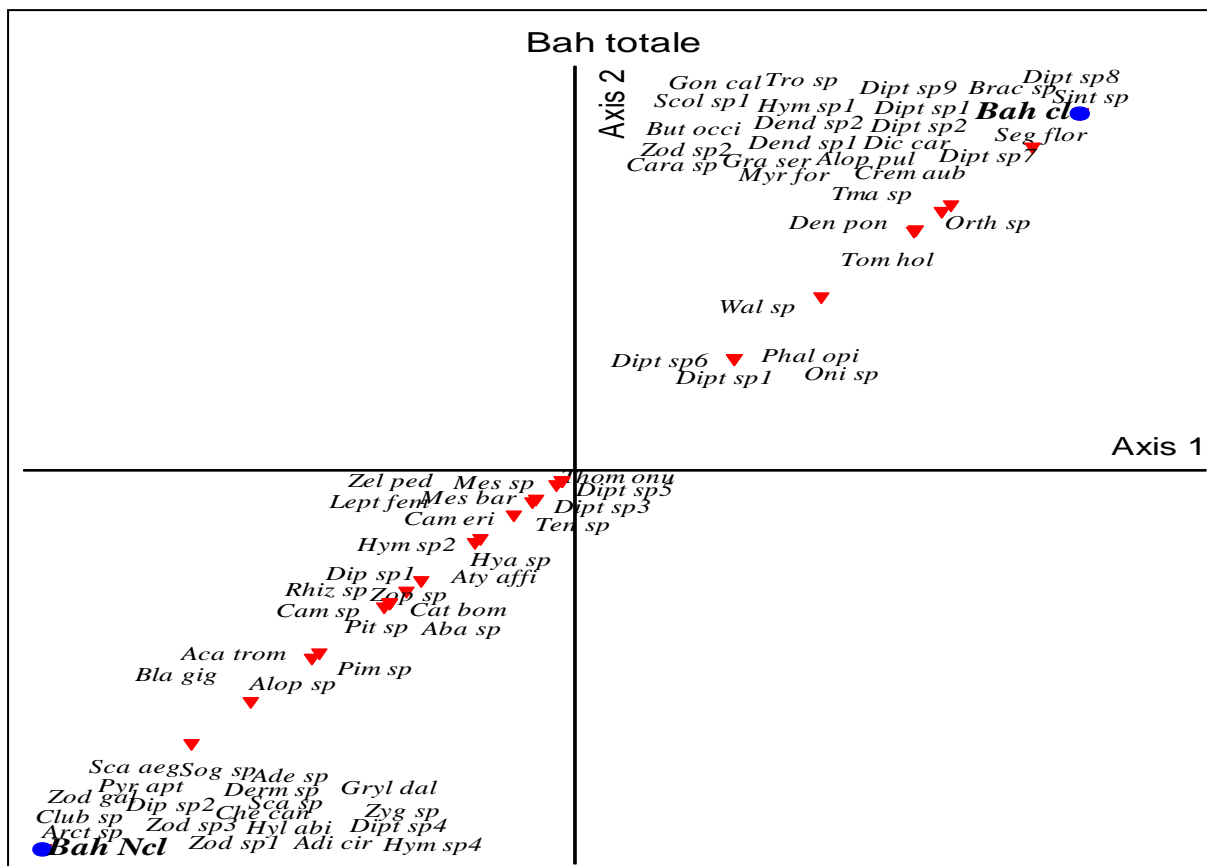 Bah totale
Axis 2
Gon cal Tro sp Dipt sp9 Brac sp Dipt sp8
Scol sp1 Hym sp1 Dipt sp1 Sint sp
Bah cl
But occi Dend sp2 Dipt sp2 Seg flor
Zod sp2 Dend sp1 Dic car Dipt sp7
Cara sp Gra ser Alop pul
Myr for Crem aub
Tma sp
Den pon Orth sp
Tom hol
Wal sp
Dipt sp6 Phal opi
Dipt sp1 Oni sp
Axis 1
Zel ped Mes sp Thom onu
Dipt sp5
Lept fem Mes bar Dipt sp3
Cam eri Ten sp
Hym sp2 Hya sp
Dip sp1 Aty affi
Rhiz sp Zop sp
Cam sp Cat bom
Pit sp Aba sp
Aca trom Pim sp
Bla gig Alop sp
Sca aeg Sog sp Ade sp
Pyr apt Derm sp Gryl dal
Zod gal Dip sp2 Sca sp
Club sp Che can Zyg sp
Arct sp Zod sp3 Hyl abi Dipt sp4
Bah Ncl Zod sp1 Adi cir Hym sp4